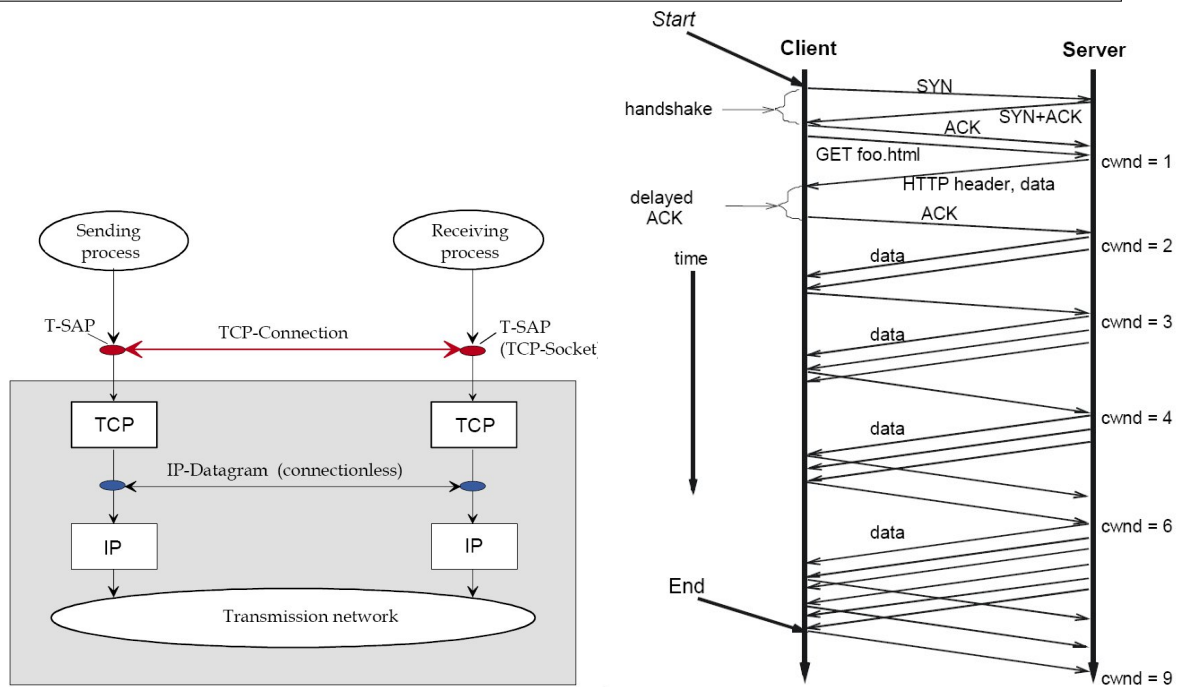 Sending
process
Receiving
process
T-SAP
TCP-Connection
T-SAP
(TCP-Socket)
TCP
TCP
IP-Datagram (connectionless)
IP
IP
Transmission network
Start
Client
Server
SYN
handshake
SYN+ACK
ACK
GET foo.html
cwnd = 1
HTTP header, data
delayed
ACK
ACK
cwnd = 2
data
time
cwnd = 3
data
cwnd = 4
data
cwnd = 6
data
End
cwnd = 9